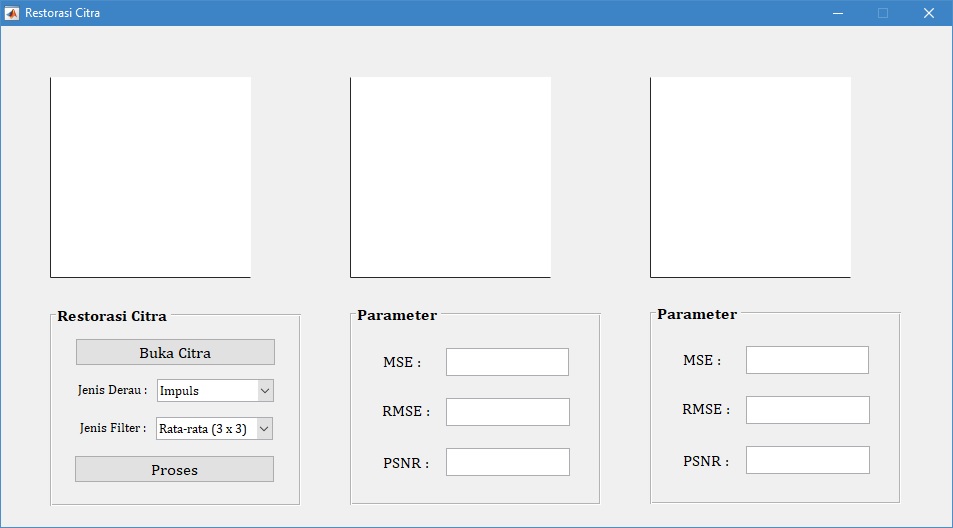 Restorasi Citra
Restorasi Citra
Buka Citra
Jenis Derau : Impuls
Jenis Filter : Rata-rata (3 x 3)
Proses
Parameter
MSE :
RMSE :
PSNR :
Parameter
MSE :
RMSE :
PSNR :